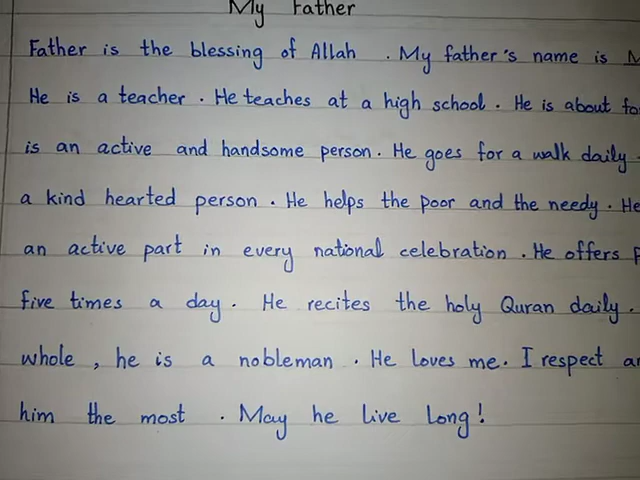 My Father
Father is the blessing of Allah . My father's name is
He is a teacher . He teaches at a high school . He is about
is an active and handsome person . He goes for a walk daily .
a kind hearted person . He helps the poor and the needy . He
an active part in every national celebration . He offers
five times a day . He recites the holy Quran daily .
whole , he is a nobleman . He loves me . I respect
him the most . May he live long !